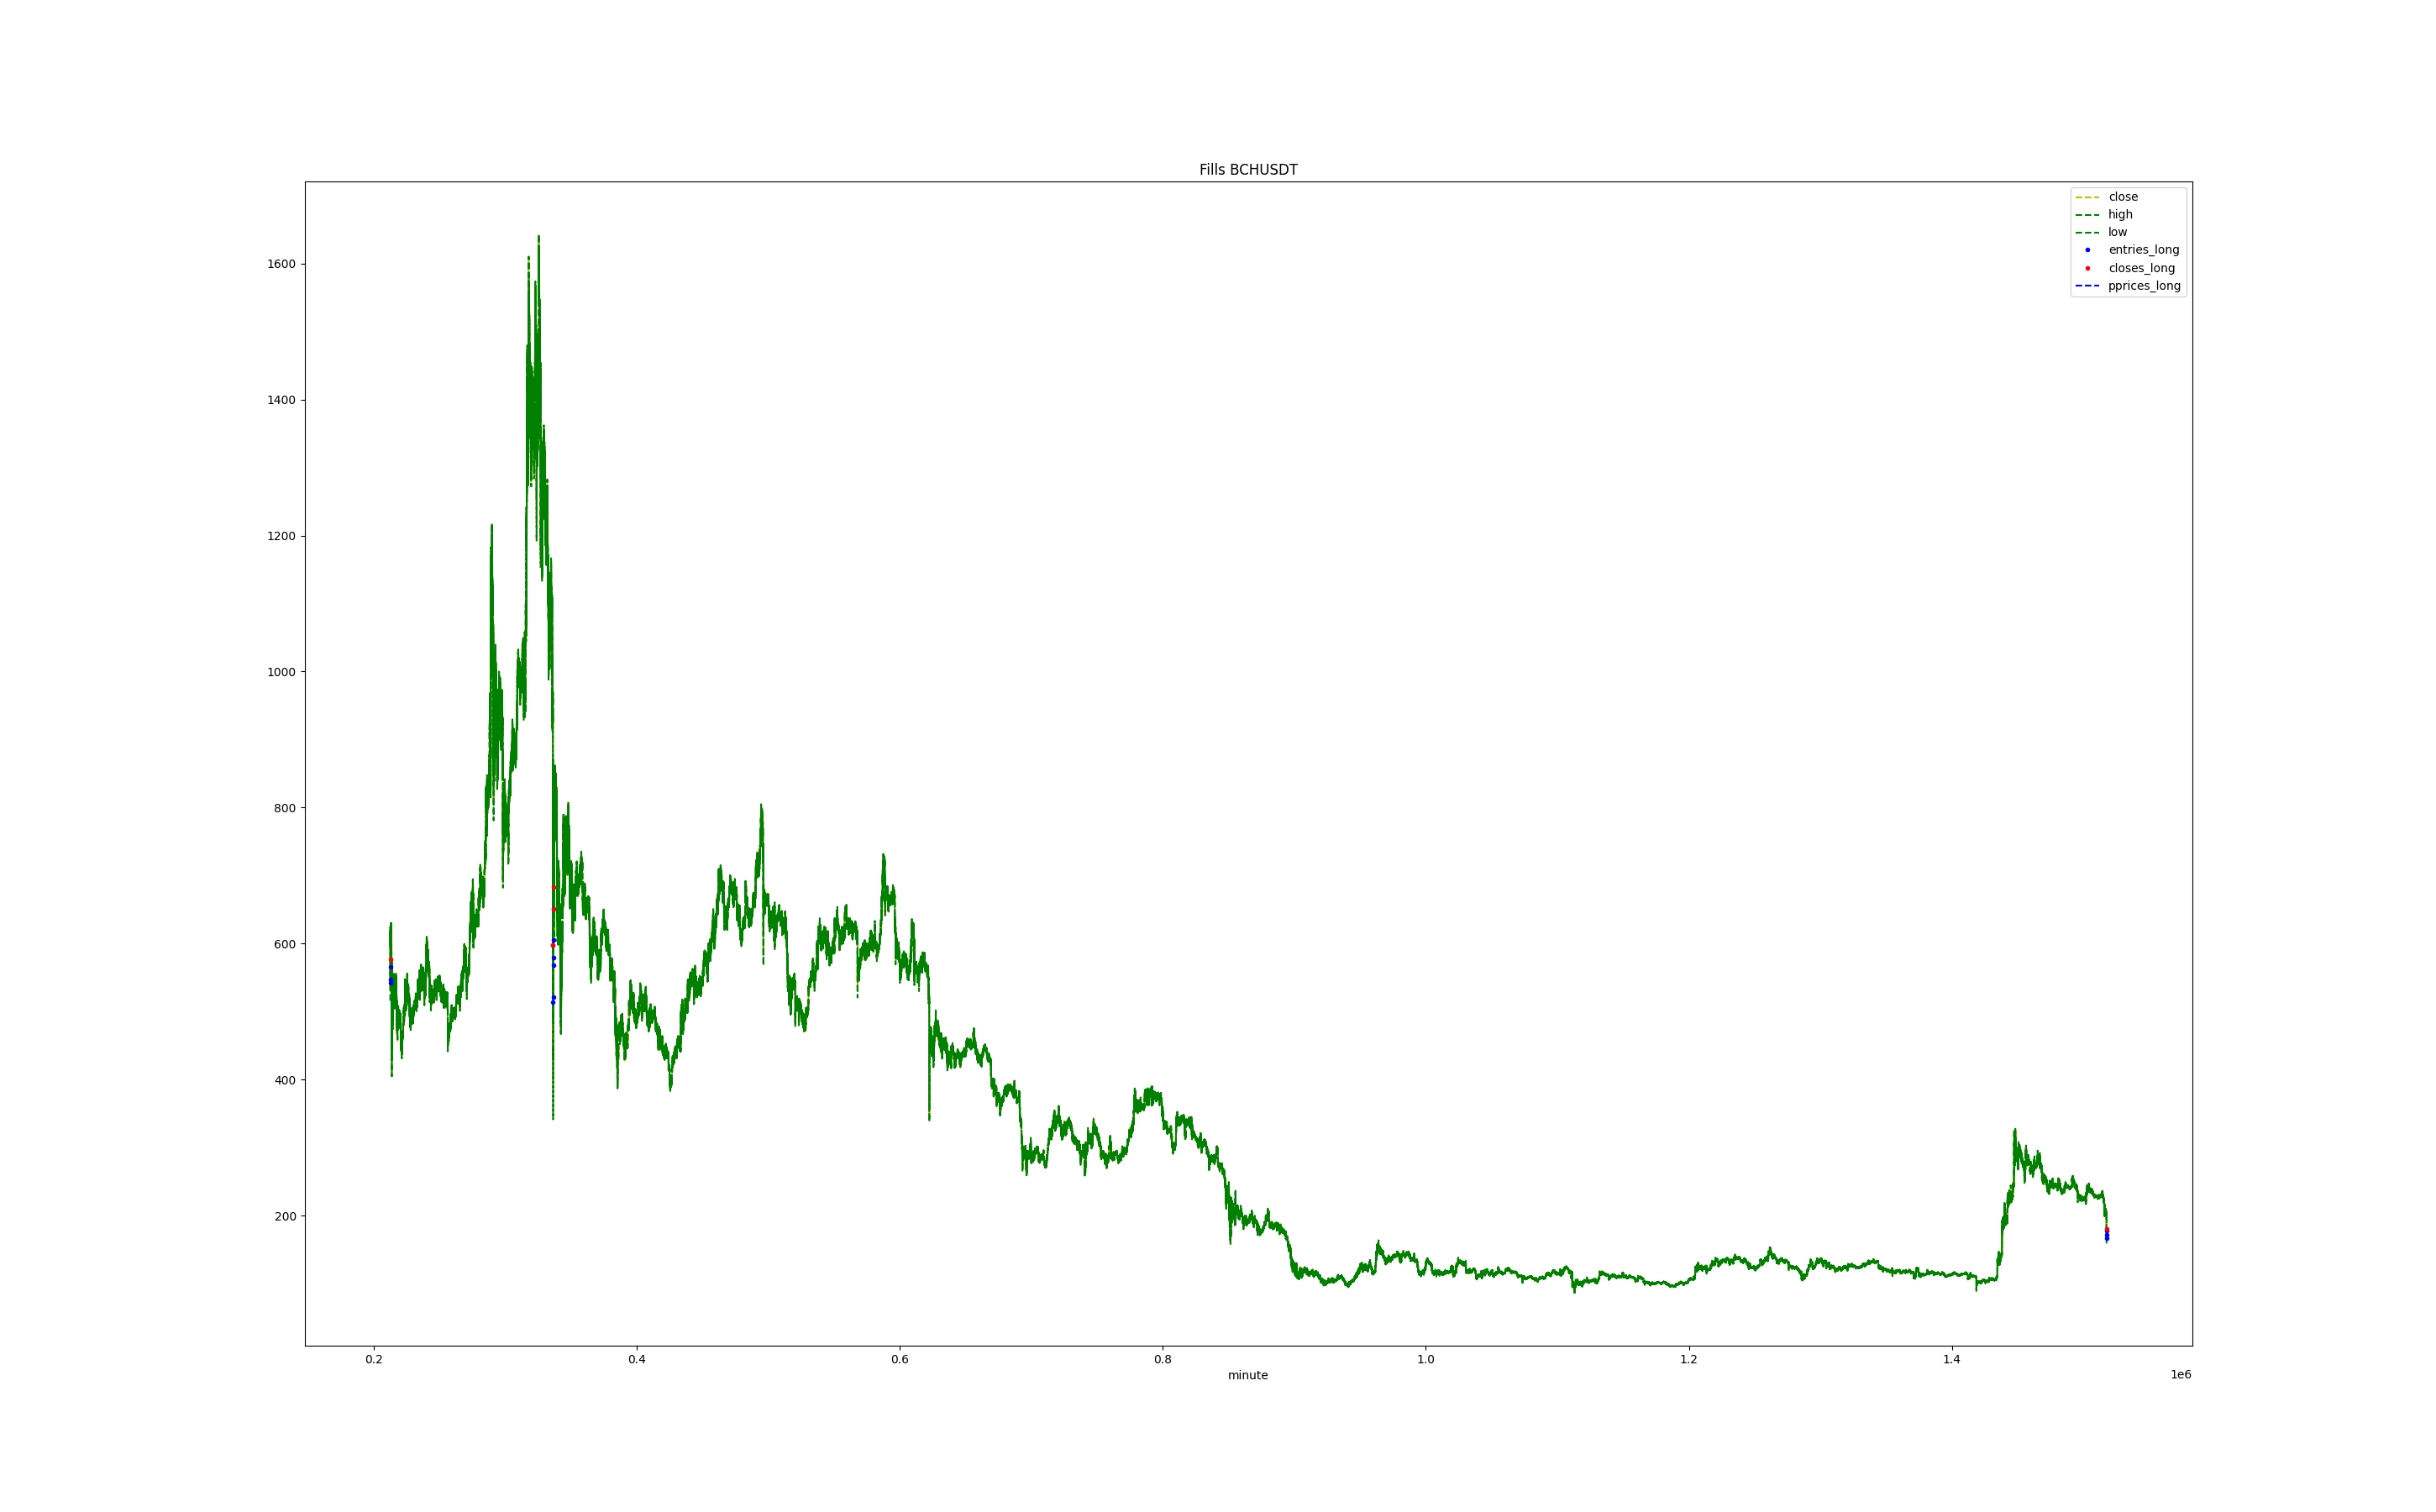 Fills BCHUSDT
close
high
low
entries_long
closes_long
pprices_long
1600
1400
1200
1000
800
600
400
200
0.2 0.4 0.6 0.8 1.0 1.2 1.4
minute
1e6